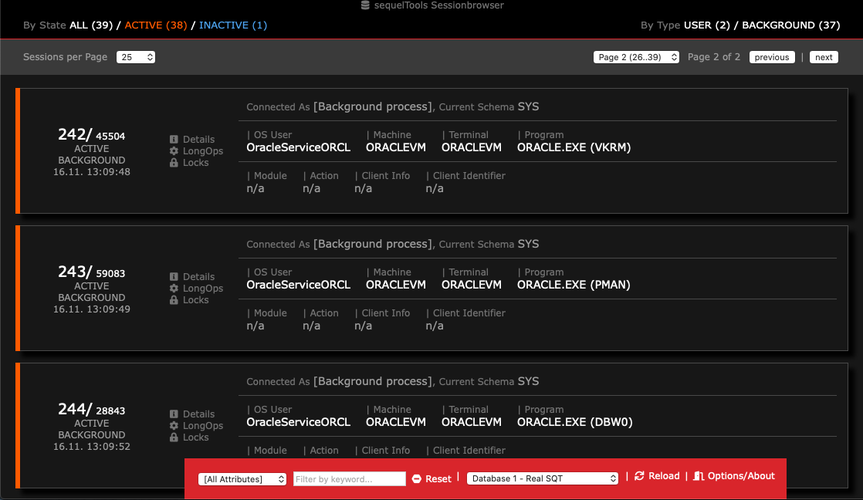 sequelTools Sessionbrowser
By State ALL (39) / ACTIVE (38) / INACTIVE (1)
By Type USER (2) / BACKGROUND (37)
Sessions per Page 25
Page 2 (26..39) Page 2 of 2 previous | next
242/ 45504
ACTIVE
BACKGROUND
16.11. 13:09:48
Details
LongOps
Locks
Connected As [Background process], Current Schema SYS
| OS User | Machine | Terminal | Program
OracleServiceORCL ORACLEVM ORACLEVM ORACLE.EXE (VKRM)
| Module | Action | Client Info | Client Identifier
n/a n/a n/a n/a
243/ 59083
ACTIVE
BACKGROUND
16.11. 13:09:49
Details
LongOps
Locks
Connected As [Background process], Current Schema SYS
| OS User | Machine | Terminal | Program
OracleServiceORCL ORACLEVM ORACLEVM ORACLE.EXE (PMAN)
| Module | Action | Client Info | Client Identifier
n/a n/a n/a n/a
244/ 28843
ACTIVE
BACKGROUND
16.11. 13:09:52
Details
LongOps
Locks
Connected As [Background process], Current Schema SYS
| OS User | Machine | Terminal | Program
OracleServiceORCL ORACLEVM ORACLEVM ORACLE.EXE (DBW0)
| Module | Action | Client Info | Client Identifier
[All Attributes] Filter by keyword... Reset | Database 1 - Real SQT | Reload | Options/About